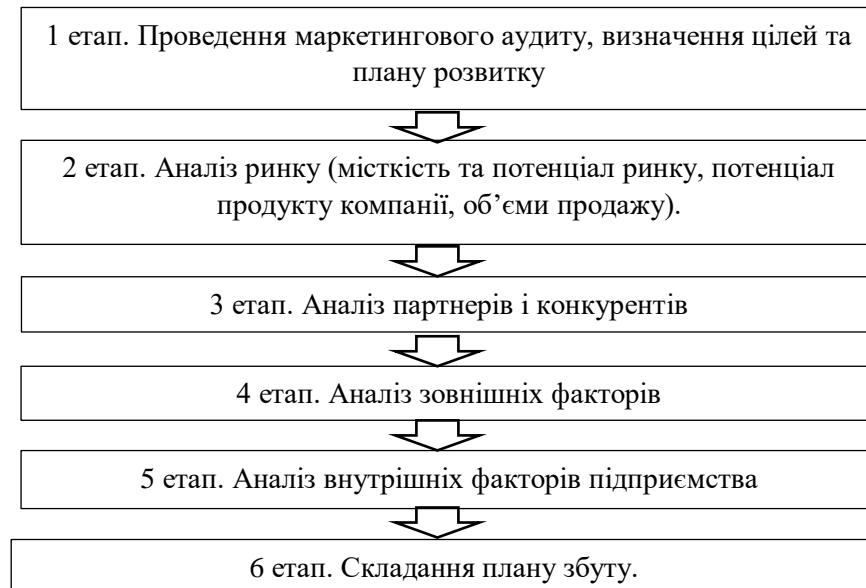 1 етап. Проведення маркетингового аудиту, визначення цілей та
плану розвитку
2 етап. Аналіз ринку (місткість та потенціал ринку, потенціал
продукту компанії, об’єми продажу).
3 етап. Аналіз партнерів і конкурентів
4 етап. Аналіз зовнішніх факторів
5 етап. Аналіз внутрішніх факторів підприємства
6 етап. Складання плану збуту.